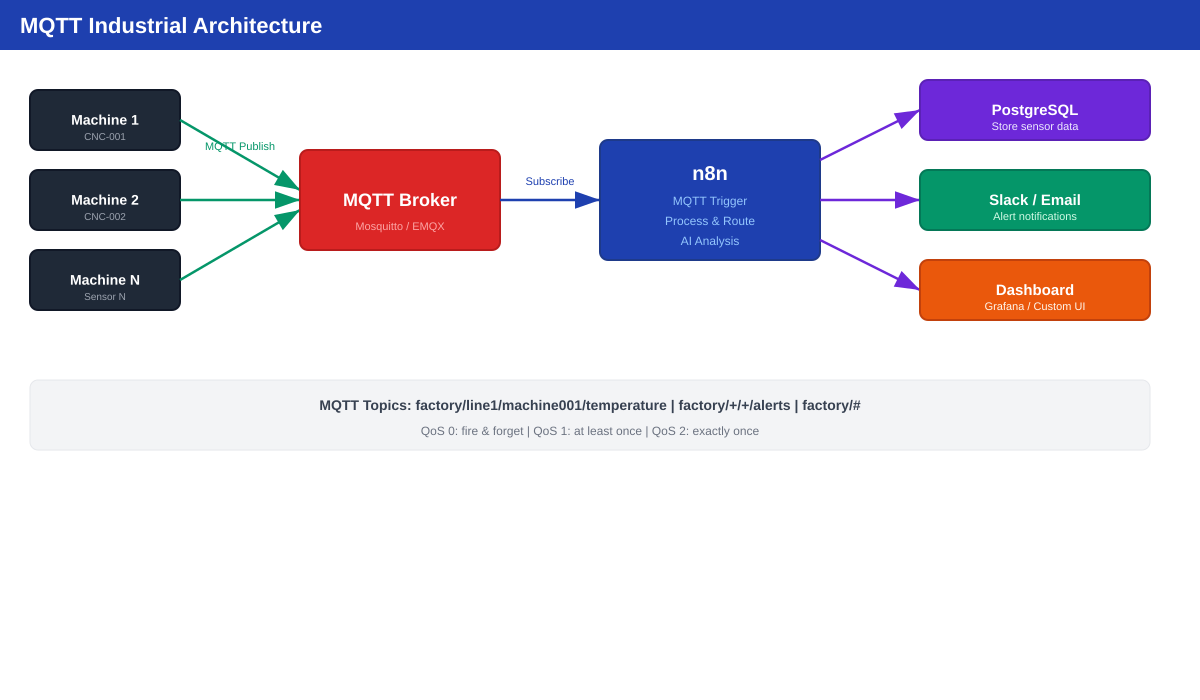 MQTT Industrial Architecture
Machine 1
CNC-001
MQTT Publish
Machine 2
CNC-002
Machine N
Sensor N
MQTT Broker
Mosquitto / EMQX
Subscribe
n8n
MQTT Trigger
Process & Route
AI Analysis
PostgreSQL
Store sensor data
Slack / Email
Alert notifications
Dashboard
Grafana / Custom UI
MQTT Topics: factory/line1/machine001/temperature | factory/+/+/alerts | factory/#
QoS 0: fire & forget | QoS 1: at least once | QoS 2: exactly once